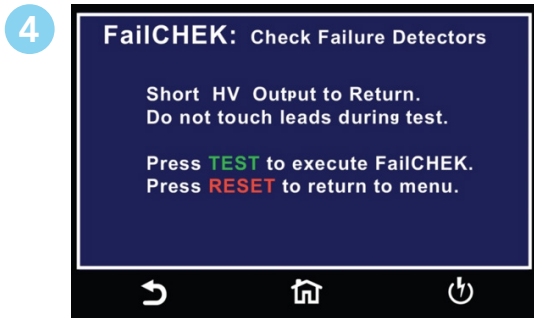 4
FailCHEK: Check Failure Detectors
Short HV Output to Return.
Do not touch leads during test.
Press TEST to execute FailCHEK.
Press RESET to return to menu.